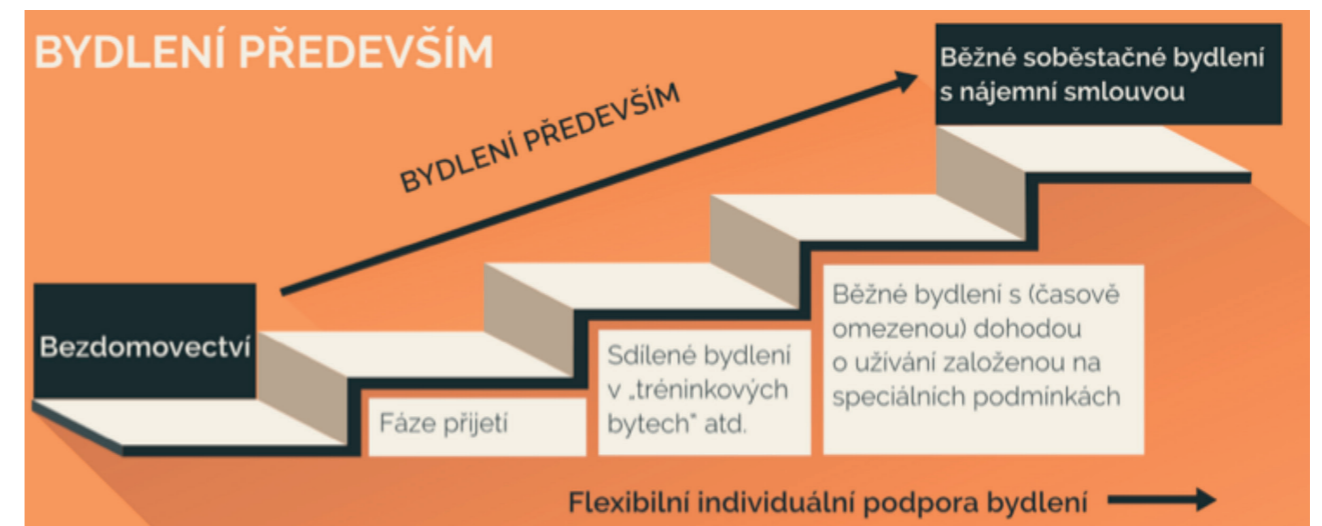 BYDLENÍ PŘEDEVŠÍM
BYDLENÍ PŘEDEVŠÍM
Běžné soběstačné bydlení
s nájemní smlouvou
Bezdomovectví
Fáze přijetí
Sdílené bydlení
v „tréninkových
bytech" atd.
Běžné bydlení s (časově
omezenou) dohodou
o užívání založenou na
speciálních podmínkách
Flexibilní individuální podpora bydlení